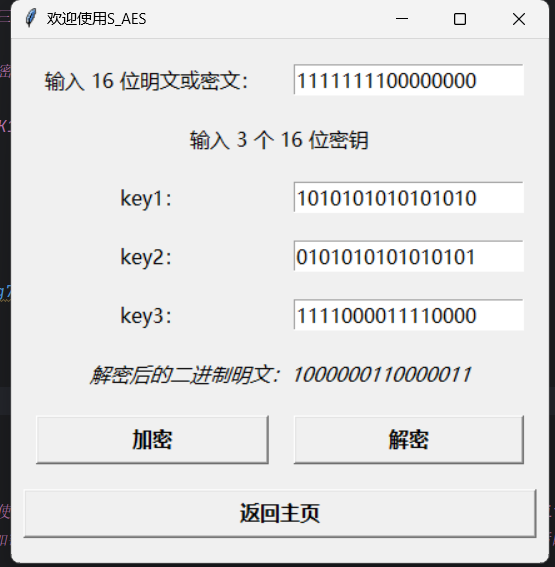 欢迎使用S_AES
输入 16 位明文或密文: 1111111100000000
输入 3 个 16 位密钥
key1: 1010101010101010
key2: 0101010101010101
key3: 1111000011110000
解密后的二进制明文: 1000000110000011
加密 解密
返回主页